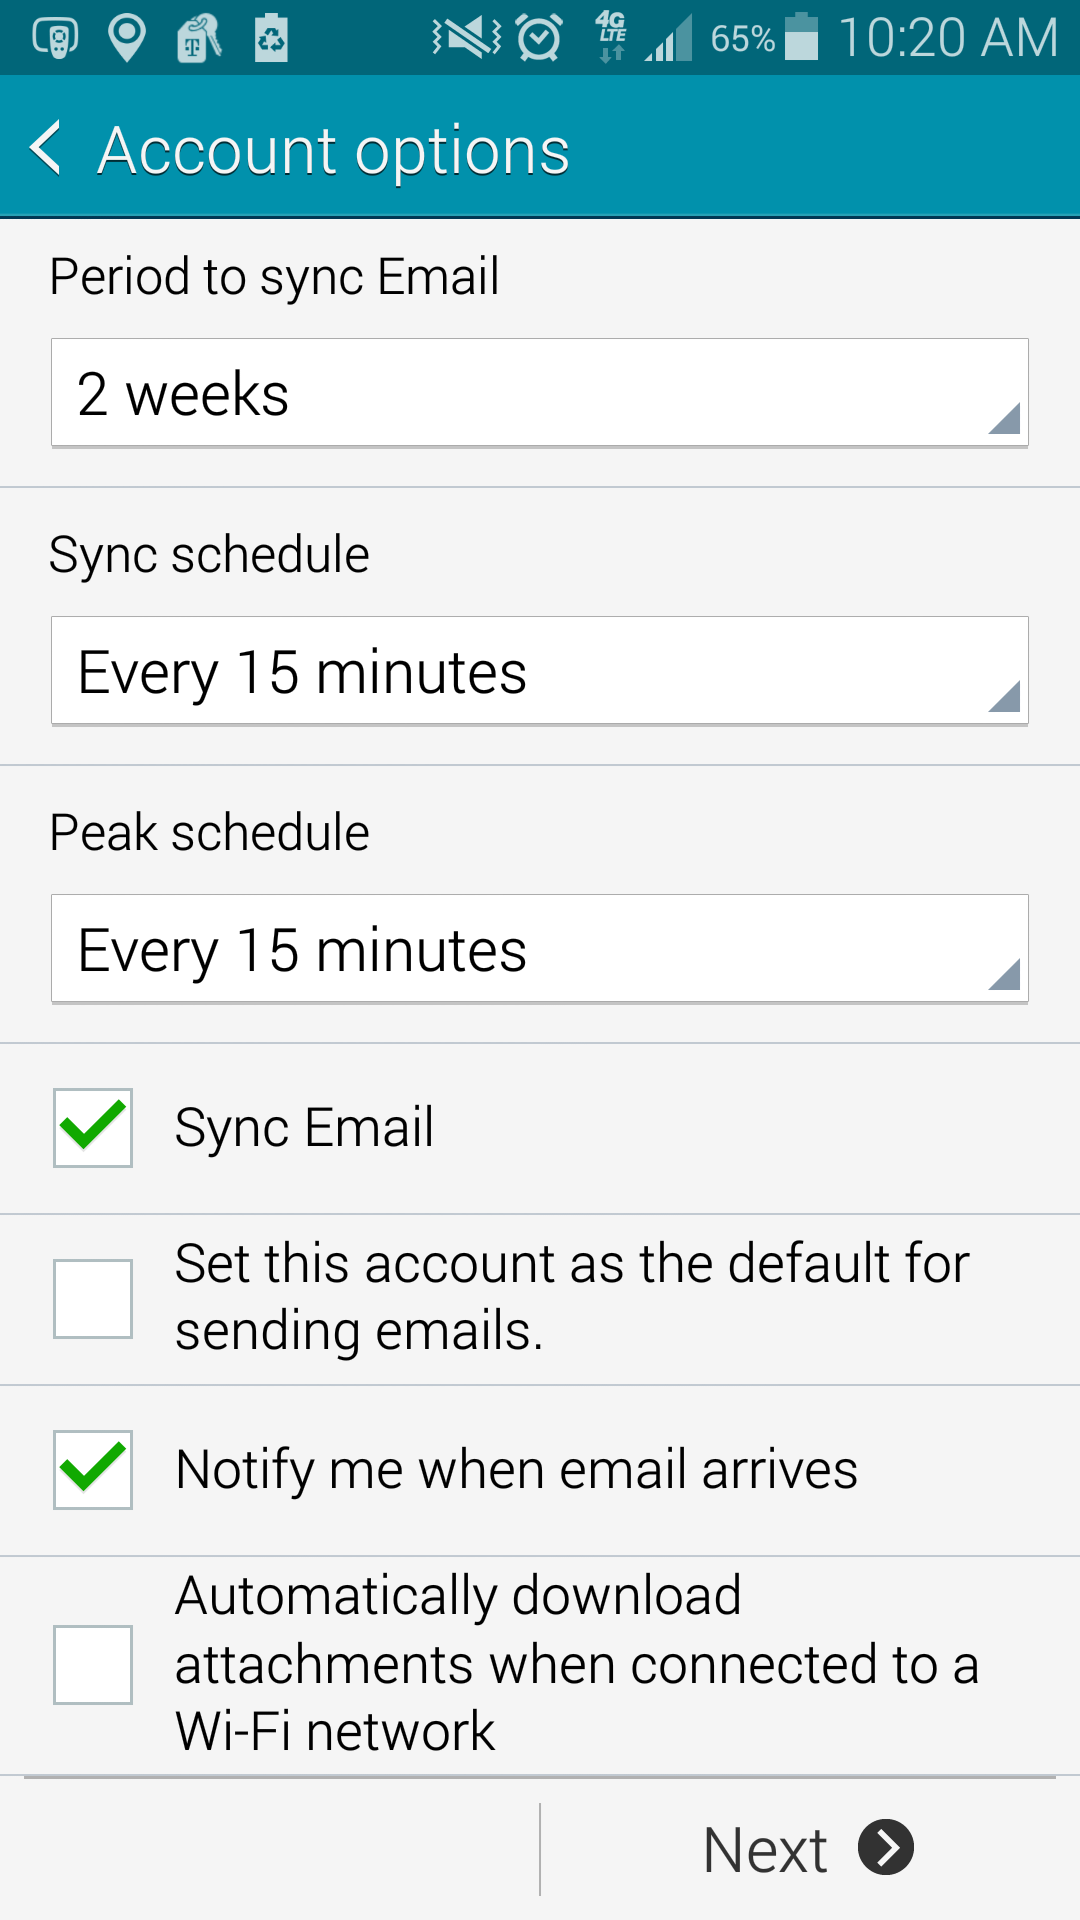 4G LTE 65% 10:20 AM
Account options
Period to sync Email
2 weeks
Sync schedule
Every 15 minutes
Peak schedule
Every 15 minutes
Sync Email
Set this account as the default for
sending emails.
Notify me when email arrives
Automatically download
attachments when connected to a
Wi-Fi network
Next